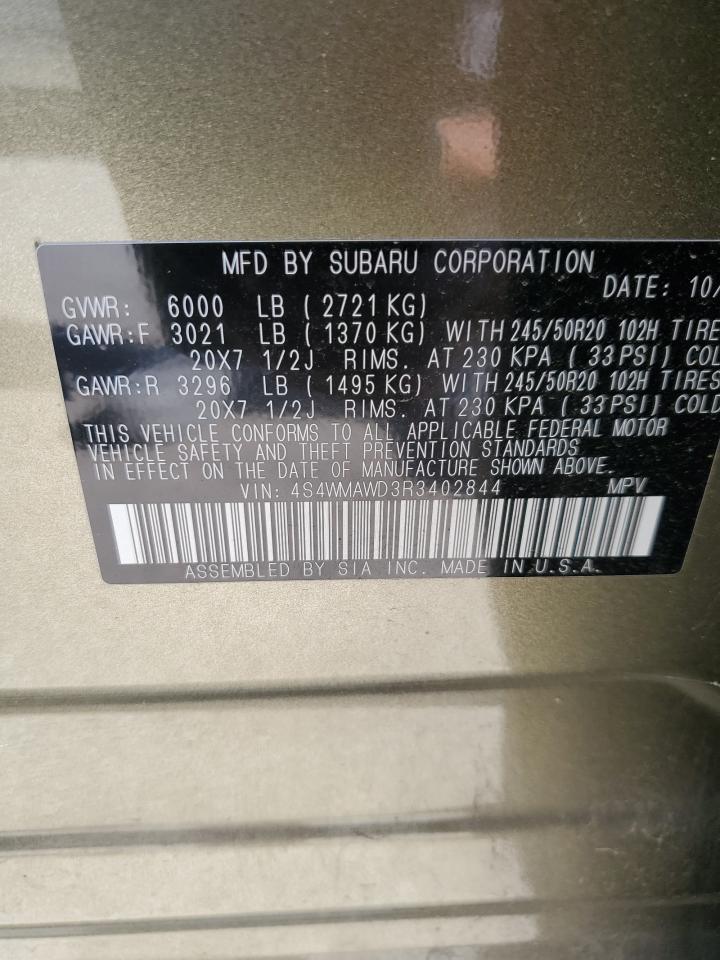 MFD BY SUBARU CORPORATION
DATE: 10/
GVWR: 6000 LB ( 2721 KG)
GAWR:F 3021 LB ( 1370 KG) WITH 245/50R20 102H TIRE
20X7 1/2J RIMS. AT 230 KPA ( 33 PSI) COLD
GAWR:R 3296 LB ( 1495 KG) WITH 245/50R20 102H TIRES
20X7 1/2J RIMS. AT 230 KPA ( 33 PSI) COLD
THIS VEHICLE CONFORMS TO ALL APPLICABLE FEDERAL MOTOR
VEHICLE SAFETY AND THEFT PREVENTION STANDARDS
IN EFFECT ON THE DATE OF MANUFACTURE SHOWN ABOVE.
VIN: 4S4WMAWD3R3402844 MPV
ASSEMBLED BY SIA INC. MADE IN U.S.A.